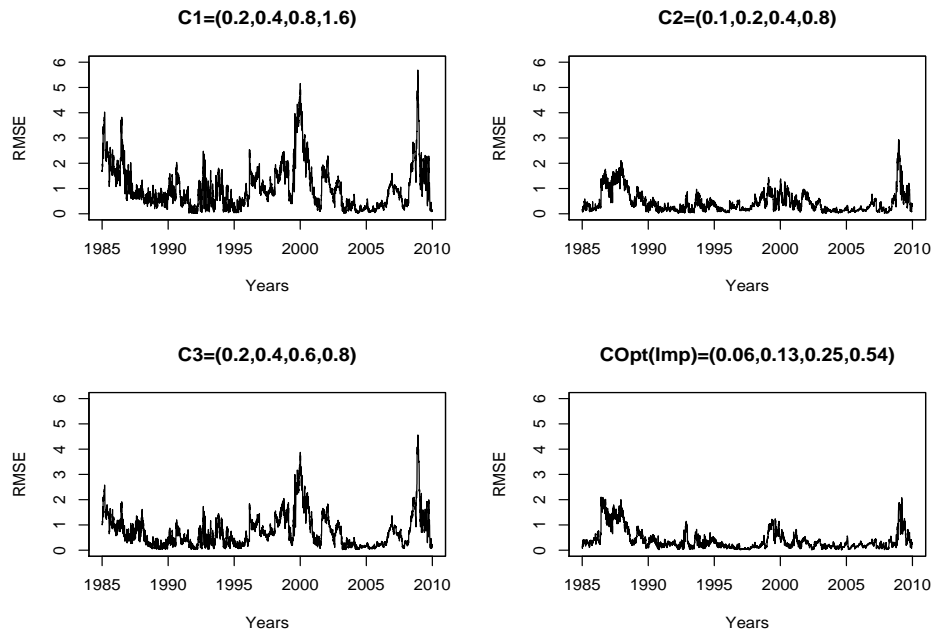 C1=(0.2,0.4,0.8,1.6)
RMSE
6
5
4
3
2
1
0
1985 1990 1995 2000 2005 2010
Years
C2=(0.1,0.2,0.4,0.8)
RMSE
6
5
4
3
2
1
0
1985 1990 1995 2000 2005 2010
Years
C3=(0.2,0.4,0.6,0.8)
RMSE
6
5
4
3
2
1
0
1985 1990 1995 2000 2005 2010
Years
COpt(Imp)=(0.06,0.13,0.25,0.54)
RMSE
6
5
4
3
2
1
0
1985 1990 1995 2000 2005 2010
Years